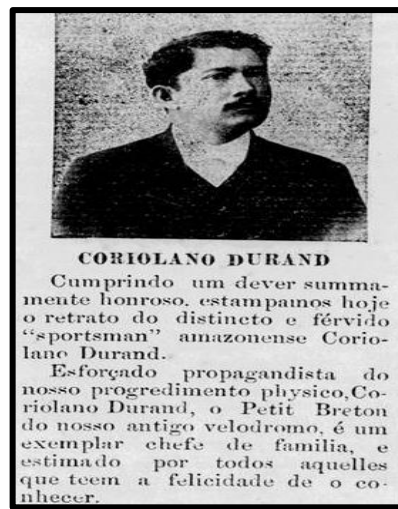 CORIOLANO DURAND
Cumprindo um dever summa-
mente honroso, estampamos hoje
o retrato do distincto e férvido
“sportsman” amazonense Corio-
lano Durand.
Esforçado propagandista do
nosso progredimento physico,Co-
riolano Durand, o Petit Breton
do nosso antigo velodromo, é um
exemplar chefe de familia, e
estimado por todos aquelles
que teem a felicidade de o co-
nhecer.